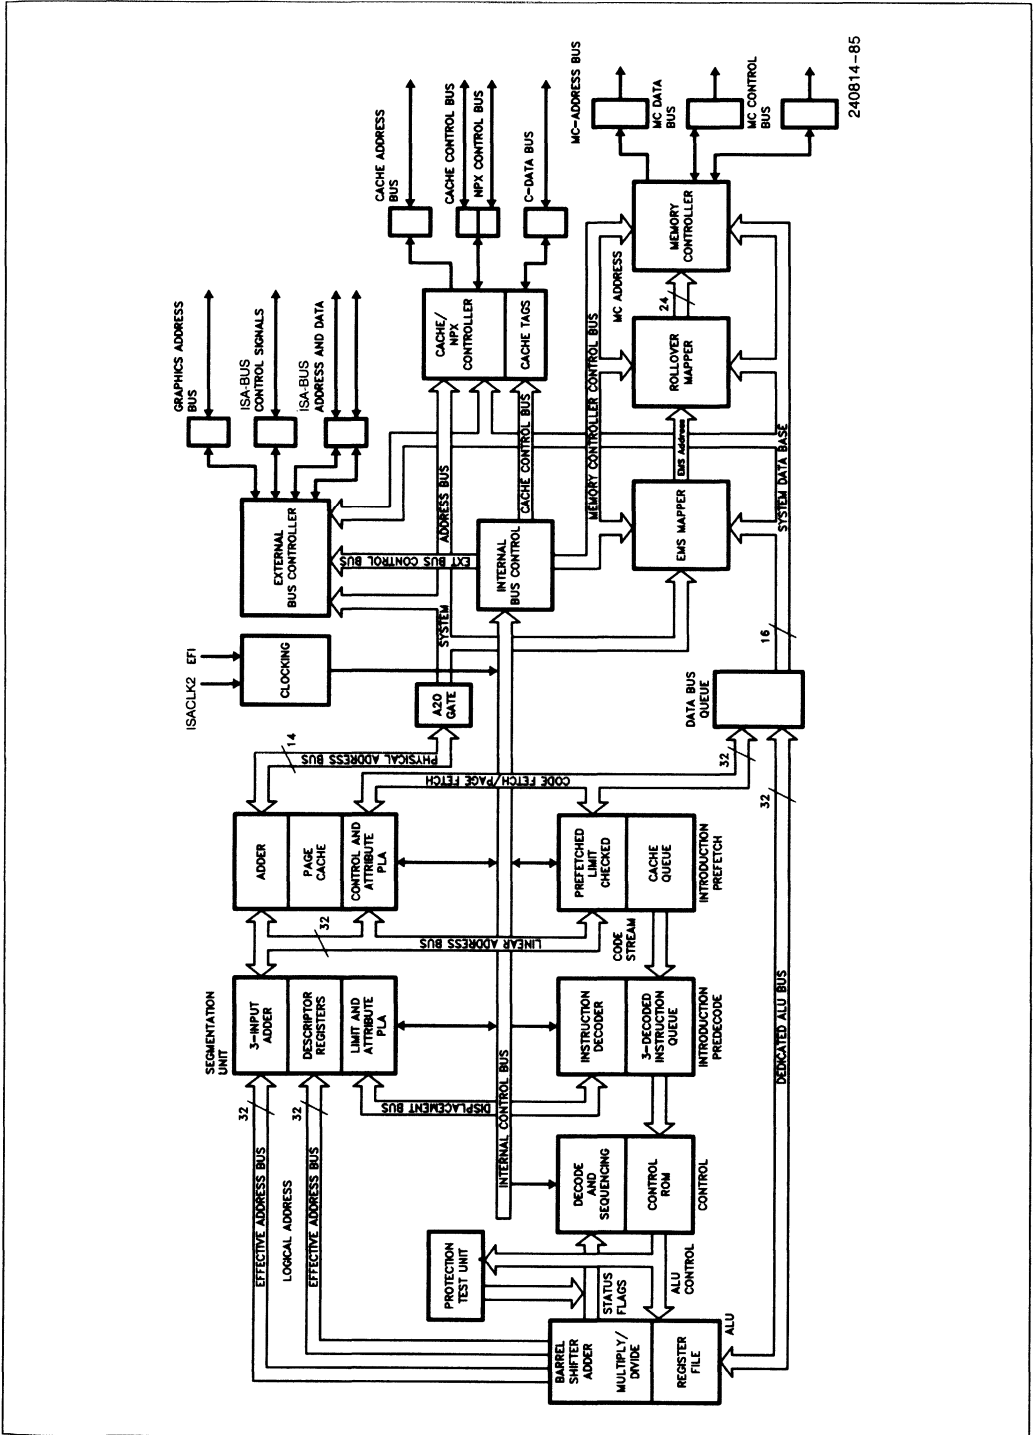 SEGMENTATION
UNIT
EFFECTIVE ADDRESS BUS
32
LOGICAL ADDRESS
EFFECTIVE ADDRESS BUS
32
3-INPUT
ADDER
DESCRIPTOR
REGISTERS
LIMIT AND
ATTRIBUTE
PLA
DISPLACEMENT BUS
32
LINEAR ADDRESS BUS
ADDER
PAGE
CACHE
CONTROL AND
ATTRIBUTE
PLA
14
PHYSICAL ADDRESS BUS
CODE FETCH/PAGE FETCH
A20
GATE
ISACLK2
EFI
CLOCKING
EXTERNAL
BUS CONTROLLER
GRAPHICS ADDRESS
BUS
ISA-BUS
CONTROL SIGNALS
ISA-BUS
ADDRESS AND DATA
SYSTEM
ADDRESS BUS
EXT BUS CONTROL BUS
CACHE/
NPX
CONTROLLER
CACHE TAGS
CACHE ADDRESS
BUS
CACHE CONTROL BUS
NPX CONTROL BUS
C-DATA BUS
INTERNAL CONTROL BUS
INTERNAL
BUS CONTROL
CACHE CONTROL BUS
MEMORY CONTROLLER CONTROL BUS
PROTECTION
TEST UNIT
BARREL
SHIFTER
ADDER
MULTIPLY/
DIVIDE
REGISTER
FILE
ALU
STATUS
FLAGS
ALU
CONTROL
DECODE
AND
SEQUENCING
CONTROL
ROM
CONTROL
INSTRUCTION
DECODER
3-DECODED
INSTRUCTION
QUEUE
INTRODUCTION
PREDECODE
CODE
STREAM
PREFETCHED
LIMIT
CHECKED
CACHE
QUEUE
INTRODUCTION
PREFETCH
32
32
DATA BUS
QUEUE
DEDICATED ALU BUS
16
SYSTEM DATA BASE
EMS MAPPER
EMS Address
ROLLOVER
MAPPER
24
MC ADDRESS
MEMORY
CONTROLLER
MC-ADDRESS BUS
MC DATA
BUS
MC CONTROL
BUS
240814-85